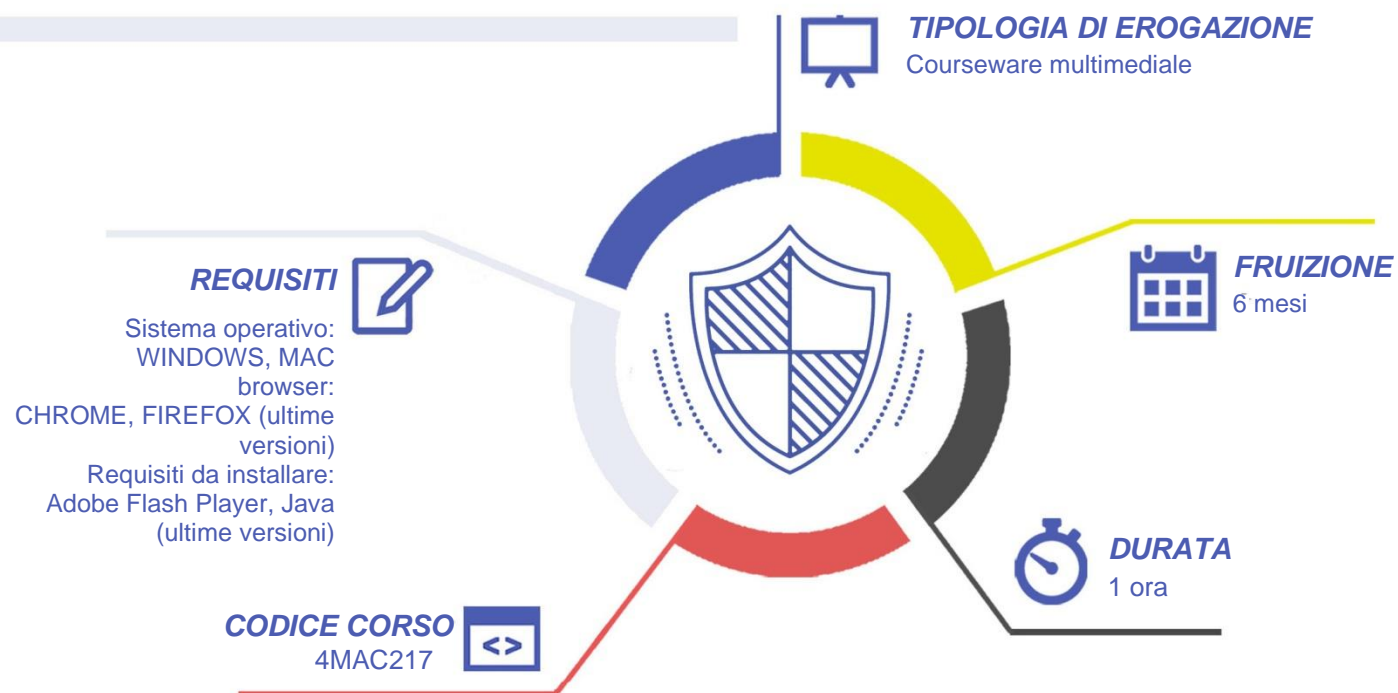 TIPOLOGIA DI EROGAZIONE
Courseware multimediale
REQUISITI
Sistema operativo:
WINDOWS, MAC
browser:
CHROME, FIREFOX (ultime
versioni)
Requisiti da installare:
Adobe Flash Player, Java
(ultime versioni)
FRUIZIONE
6 mesi
DURATA
1 ora
CODICE CORSO
4MAC217
<>